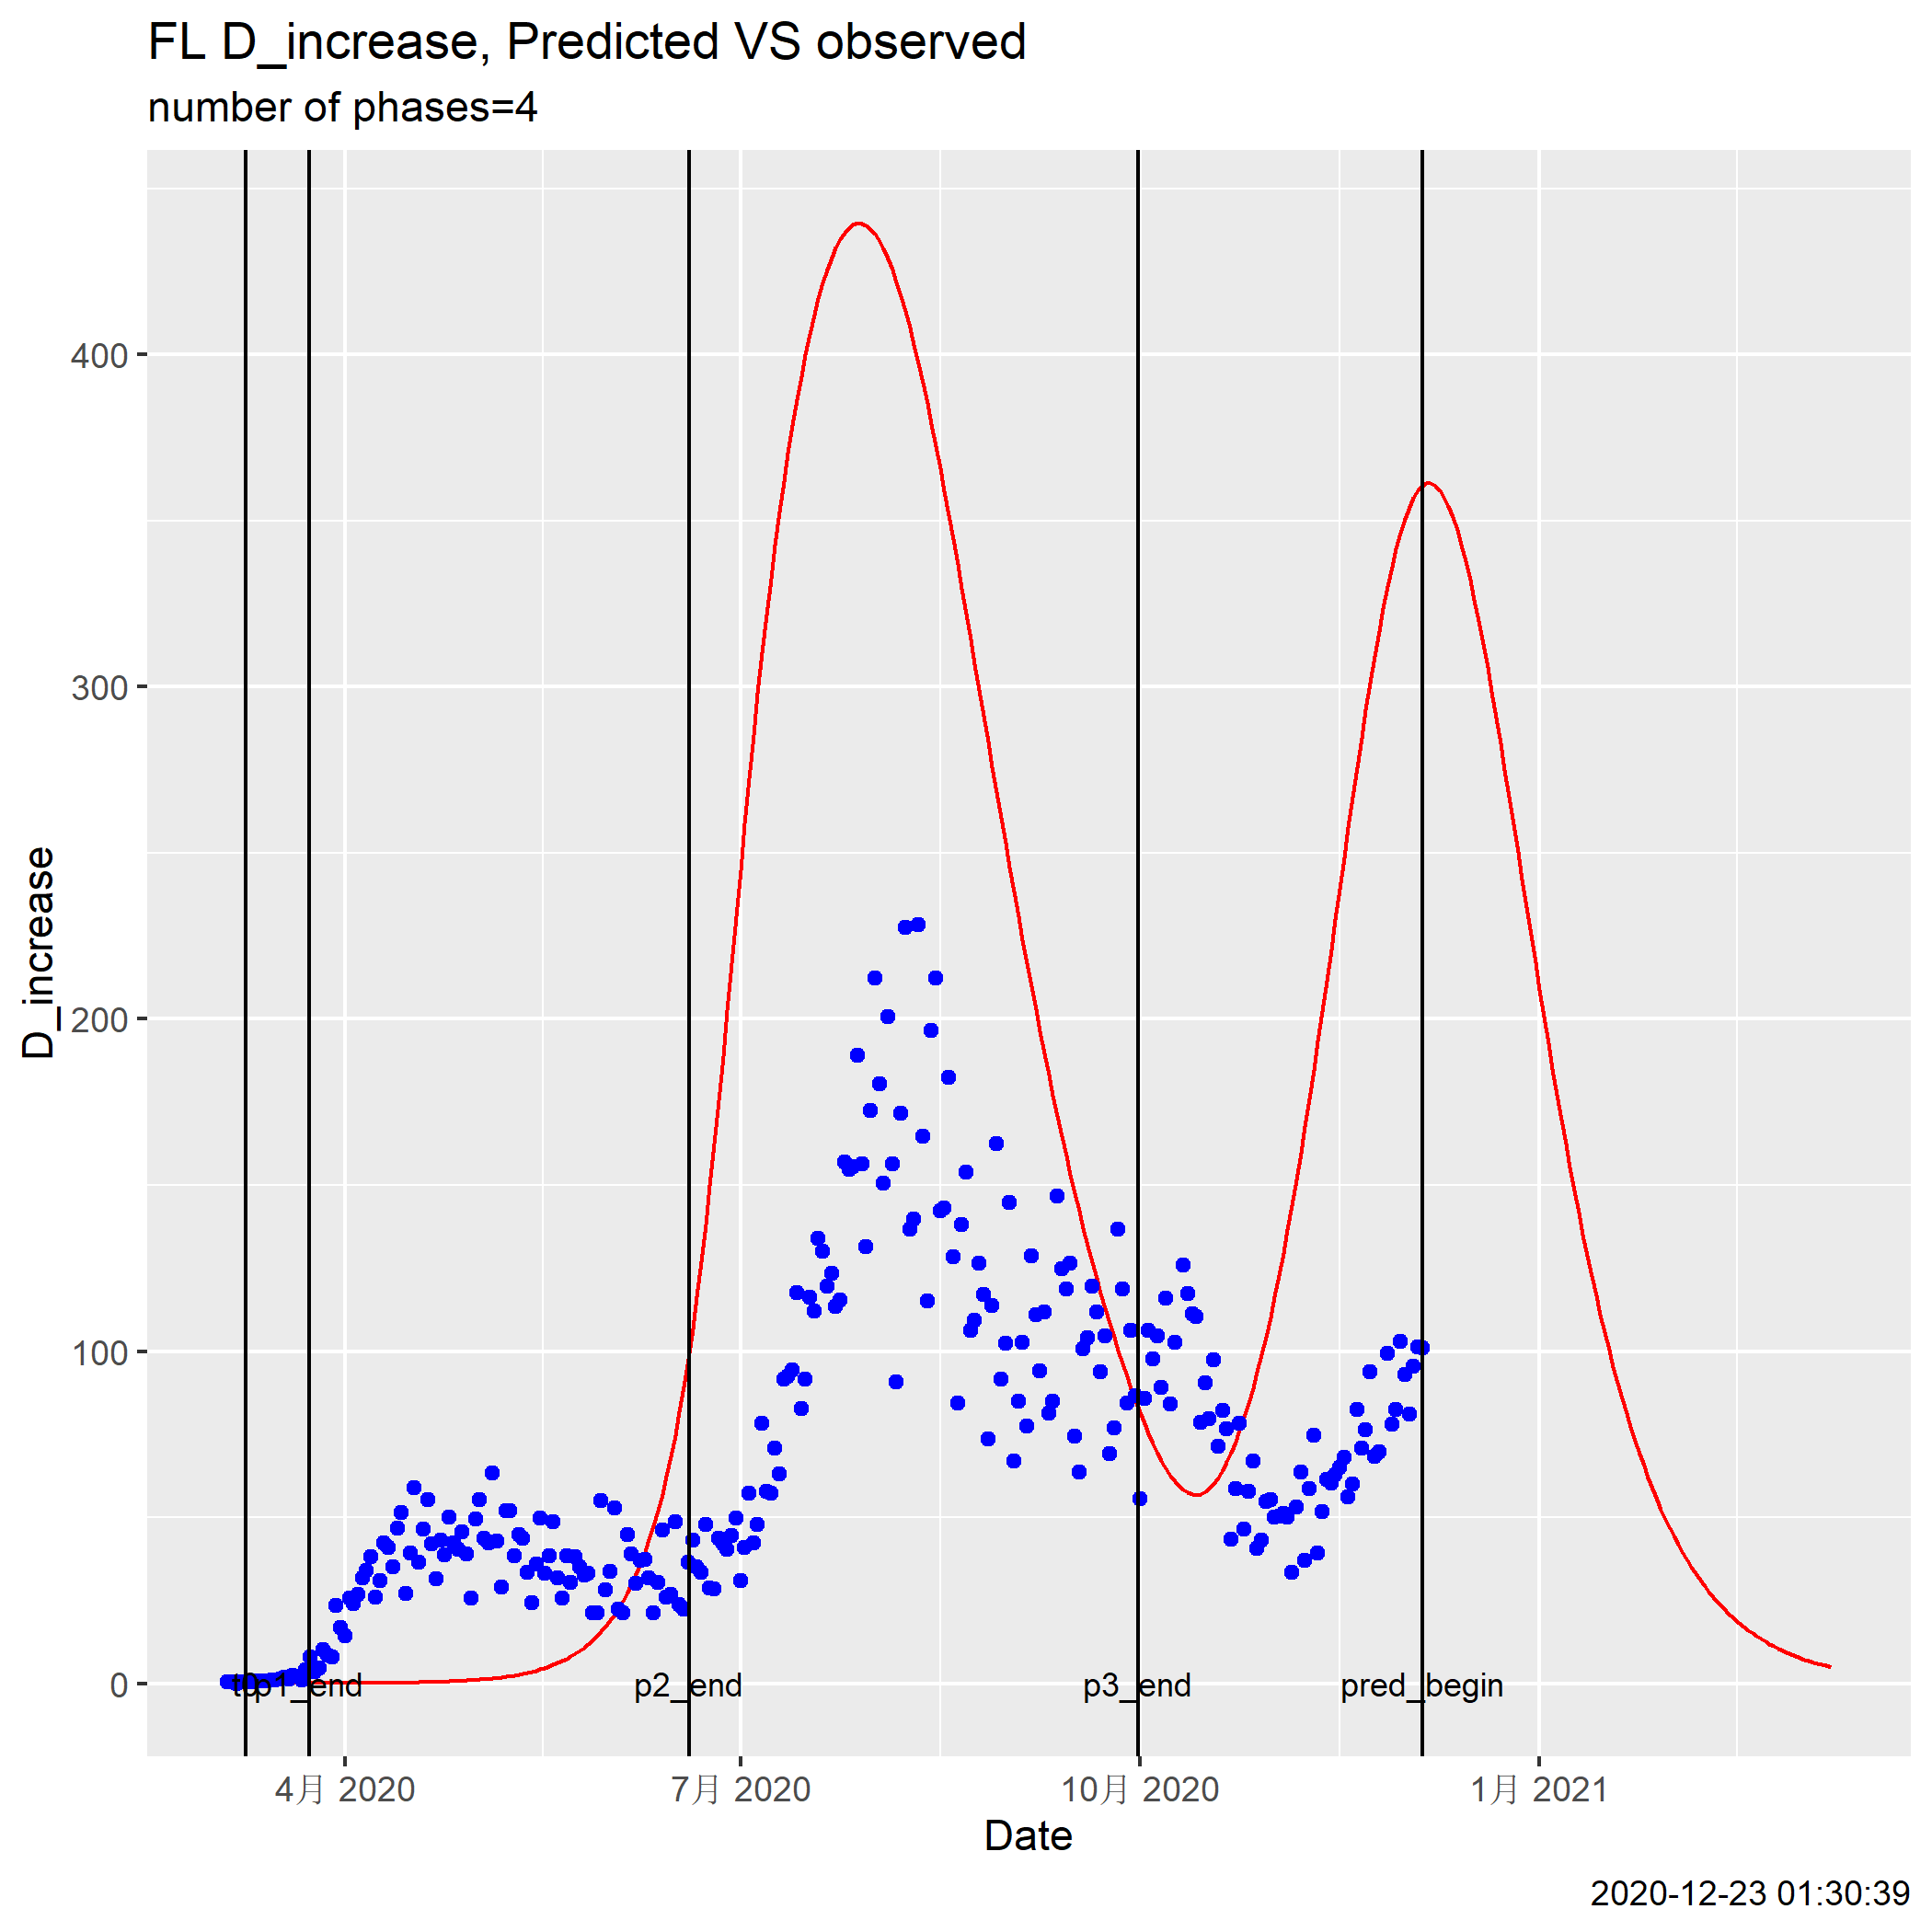 FL D_increase, Predicted VS observed
number of phases=4
D_increase
400
300
200
100
0
t0 p1_end p2_end p3_end pred_begin
4月 2020 7月 2020 10月 2020 1月 2021
Date
2020-12-23 01:30:39